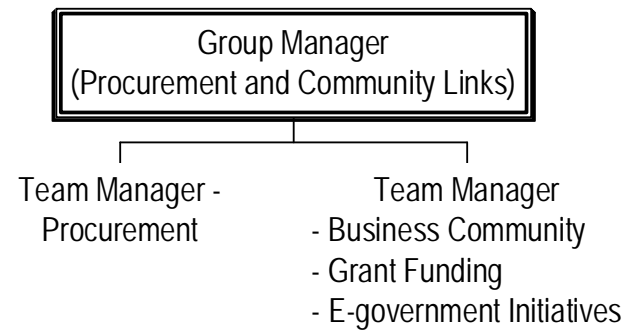 Group Manager
(Procurement and Community Links)
Team Manager -
Procurement
Team Manager
- Business Community
- Grant Funding
- E-government Initiatives